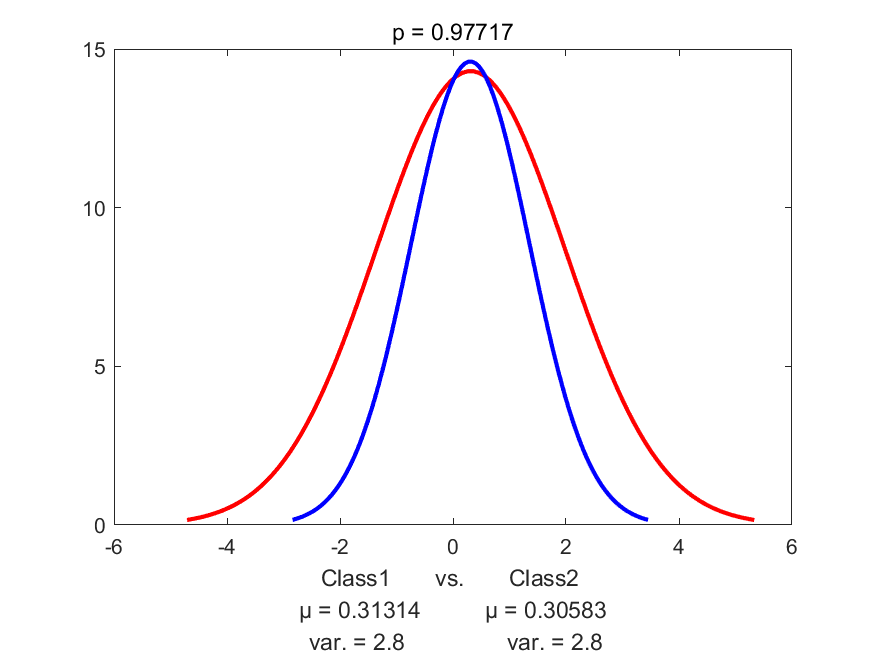 p = 0.97717
15
10
5
0
-6 -4 -2 0 2 4 6
Class1 vs. Class2
μ = 0.31314 μ = 0.30583
var. = 2.8 var. = 2.8